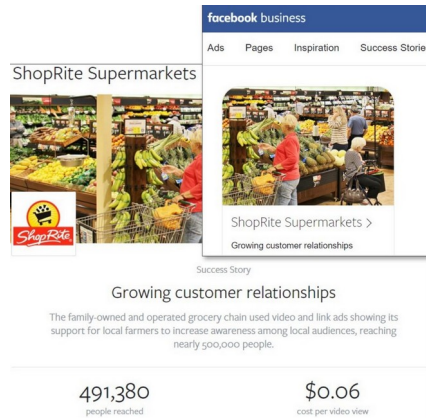 facebook business
Ads Pages Inspiration Success Storie
ShopRite Supermarkets
ShopRite
ShopRite Supermarkets >
Growing customer relationships
Success Story
Growing customer relationships
The family-owned and operated grocery chain used video and link ads showing its
support for local farmers to increase awareness among local audiences, reaching
nearly 500,000 people.
491,380 $0.06
people reached cost per video view